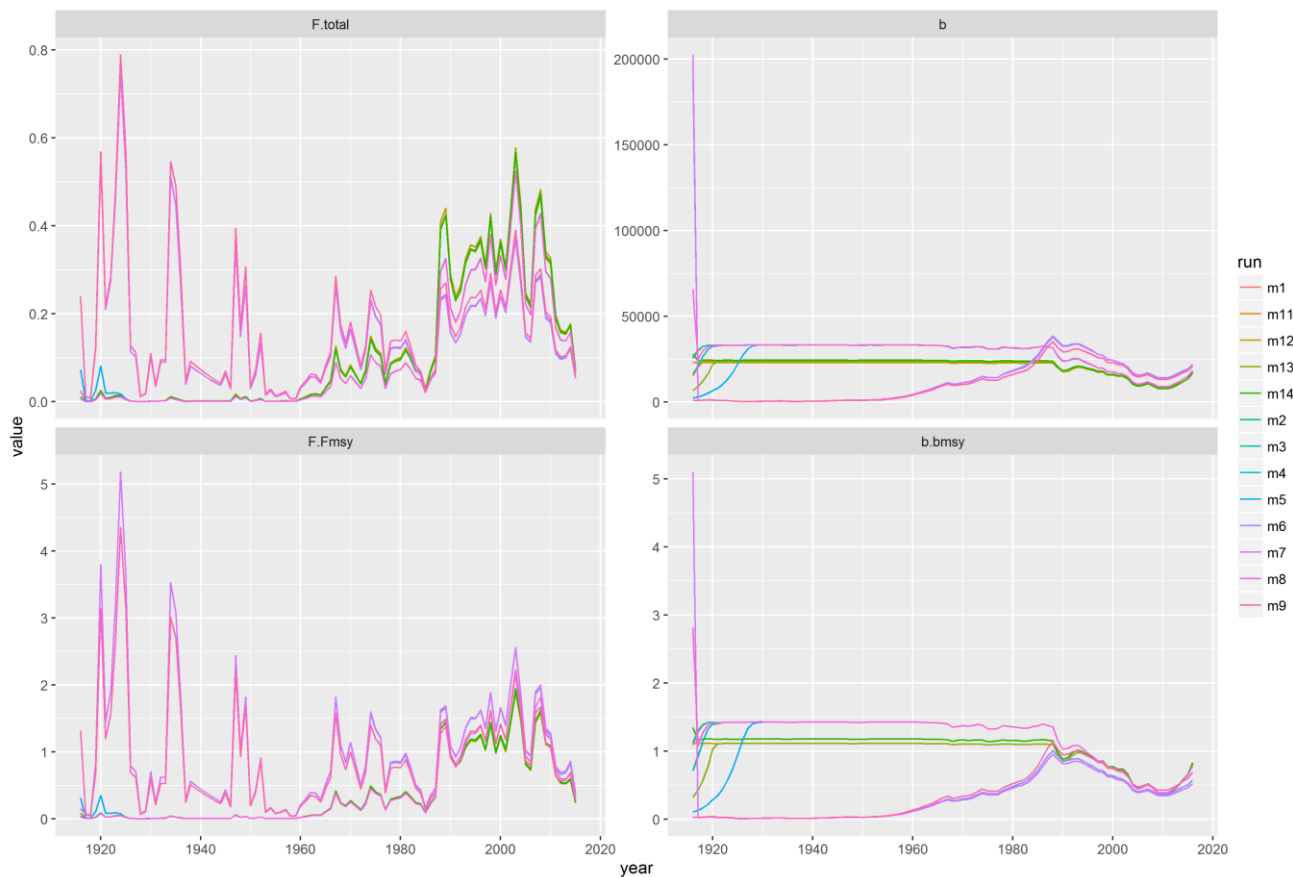 F.total
b
0.8
0.6
0.4
0.2
0.0
200000
150000
100000
50000
0
F.Fmsy
b.bmsy
5
4
3
2
1
0
5
4
3
2
1
0
1920 1940 1960 1980 2000 2020
1920 1940 1960 1980 2000 2020
value
year
run
m1
m11
m12
m13
m14
m2
m3
m4
m5
m6
m7
m8
m9